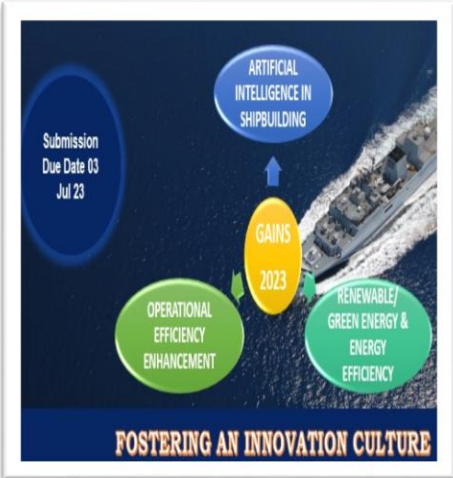 ARTIFICIAL
INTELLIGENCE IN
SHIPBUILDING
Submission
Due Date 03
Jul 23
GAINS
2023
OPERATIONAL
EFFICIENCY
ENHANCEMENT
RENEWABLE/
GREEN ENERGY &
ENERGY
EFFICIENCY
FOSTERING AN INNOVATION CULTURE